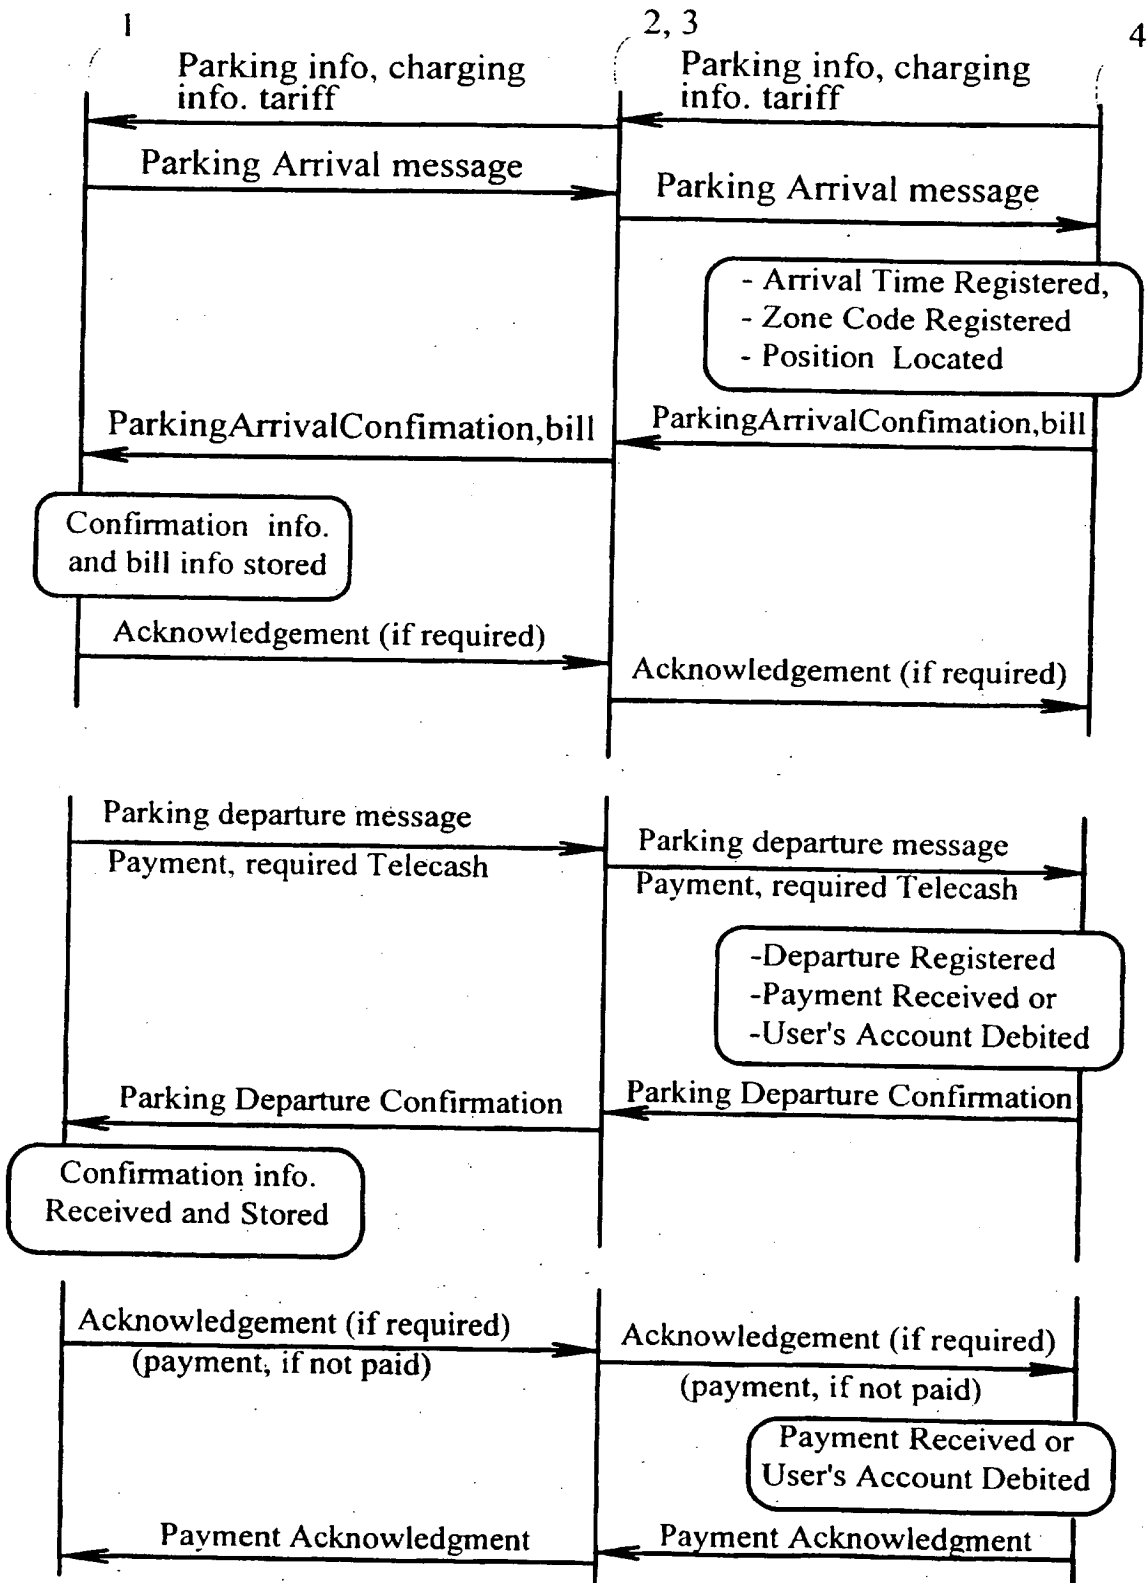 1
2, 3
4
Parking info, charging
info. tariff
Parking info, charging
info. tariff
Parking Arrival message
Parking Arrival message
- Arrival Time Registered,
- Zone Code Registered
- Position Located
ParkingArrivalConfimation,bill
ParkingArrivalConfimation,bill
Confirmation info.
and bill info stored
Acknowledgement (if required)
Acknowledgement (if required)
Parking departure message
Payment, required Telecash
Parking departure message
Payment, required Telecash
-Departure Registered
-Payment Received or
-User's Account Debited
Parking Departure Confirmation
Parking Departure Confirmation
Confirmation info.
Received and Stored
Acknowledgement (if required)
(payment, if not paid)
Acknowledgement (if required)
(payment, if not paid)
Payment Received or
User's Account Debited
Payment Acknowledgment
Payment Acknowledgment